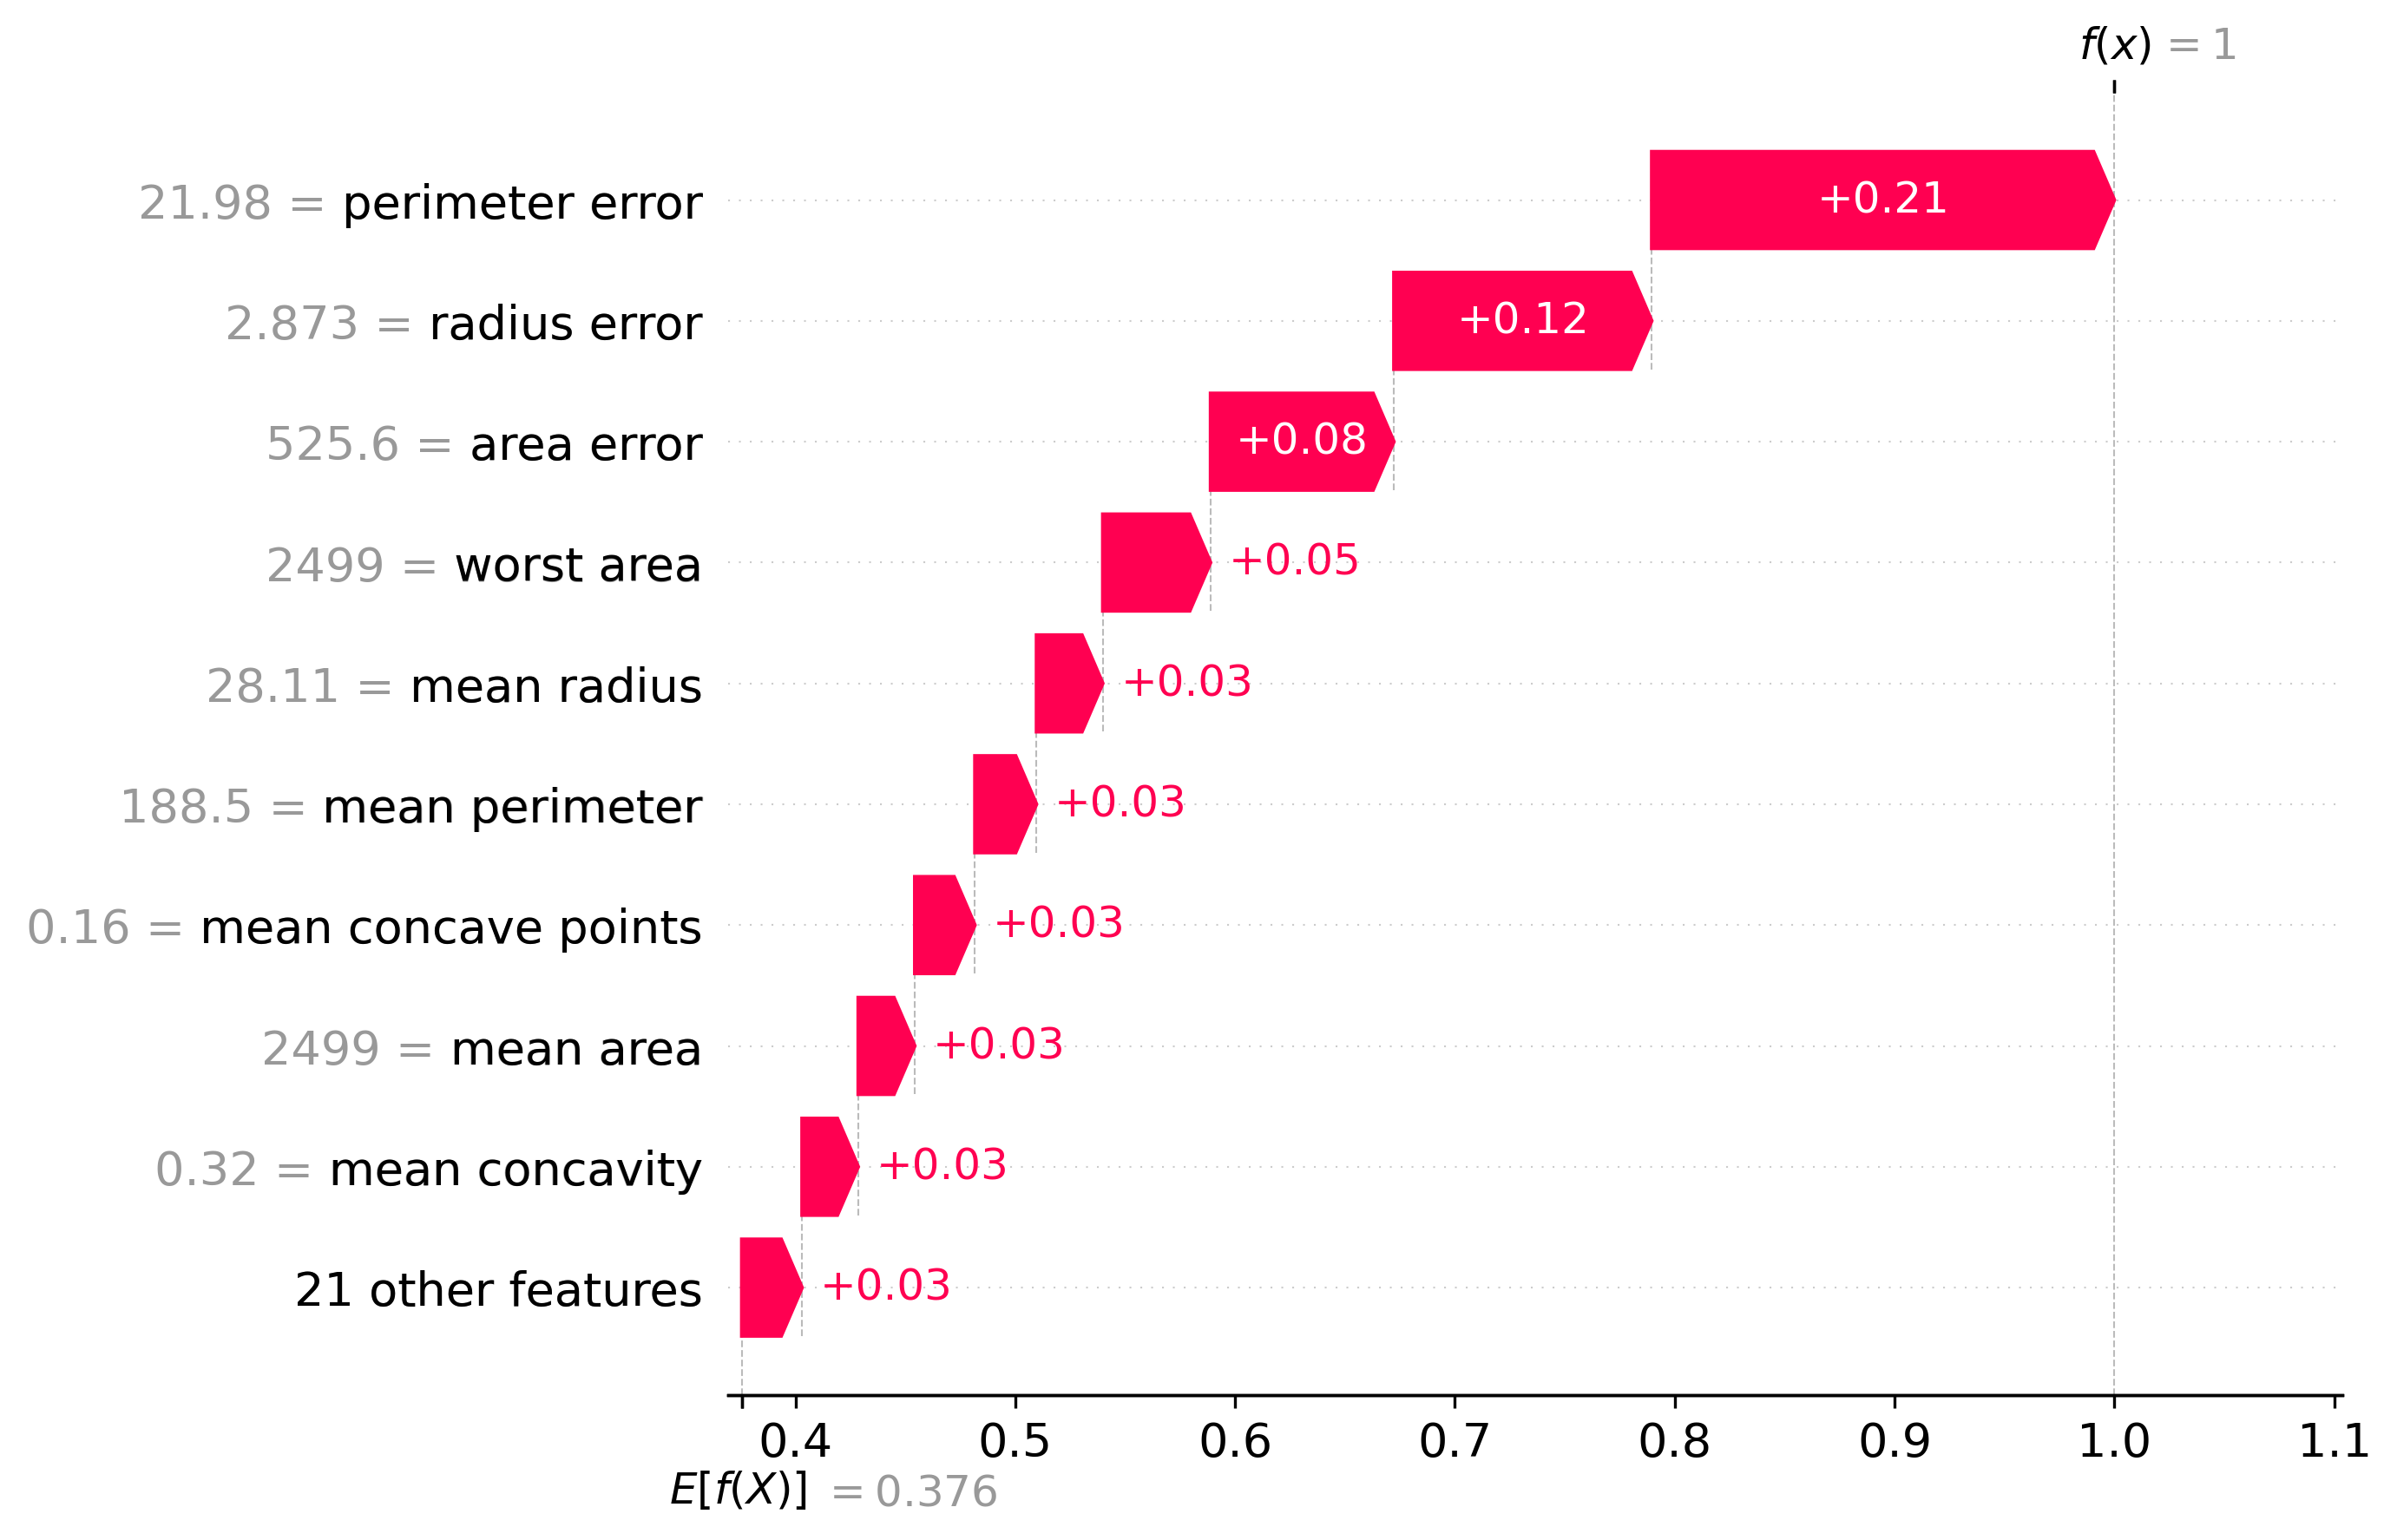 f(x) = 1
21.98 = perimeter error
+0.21
2.873 = radius error
+0.12
525.6 = area error
+0.08
2499 = worst area
+0.05
28.11 = mean radius
+0.03
188.5 = mean perimeter
+0.03
0.16 = mean concave points
+0.03
2499 = mean area
+0.03
0.32 = mean concavity
+0.03
21 other features
+0.03
0.4 0.5 0.6 0.7 0.8 0.9 1.0 1.1
E[f(X)] = 0.376